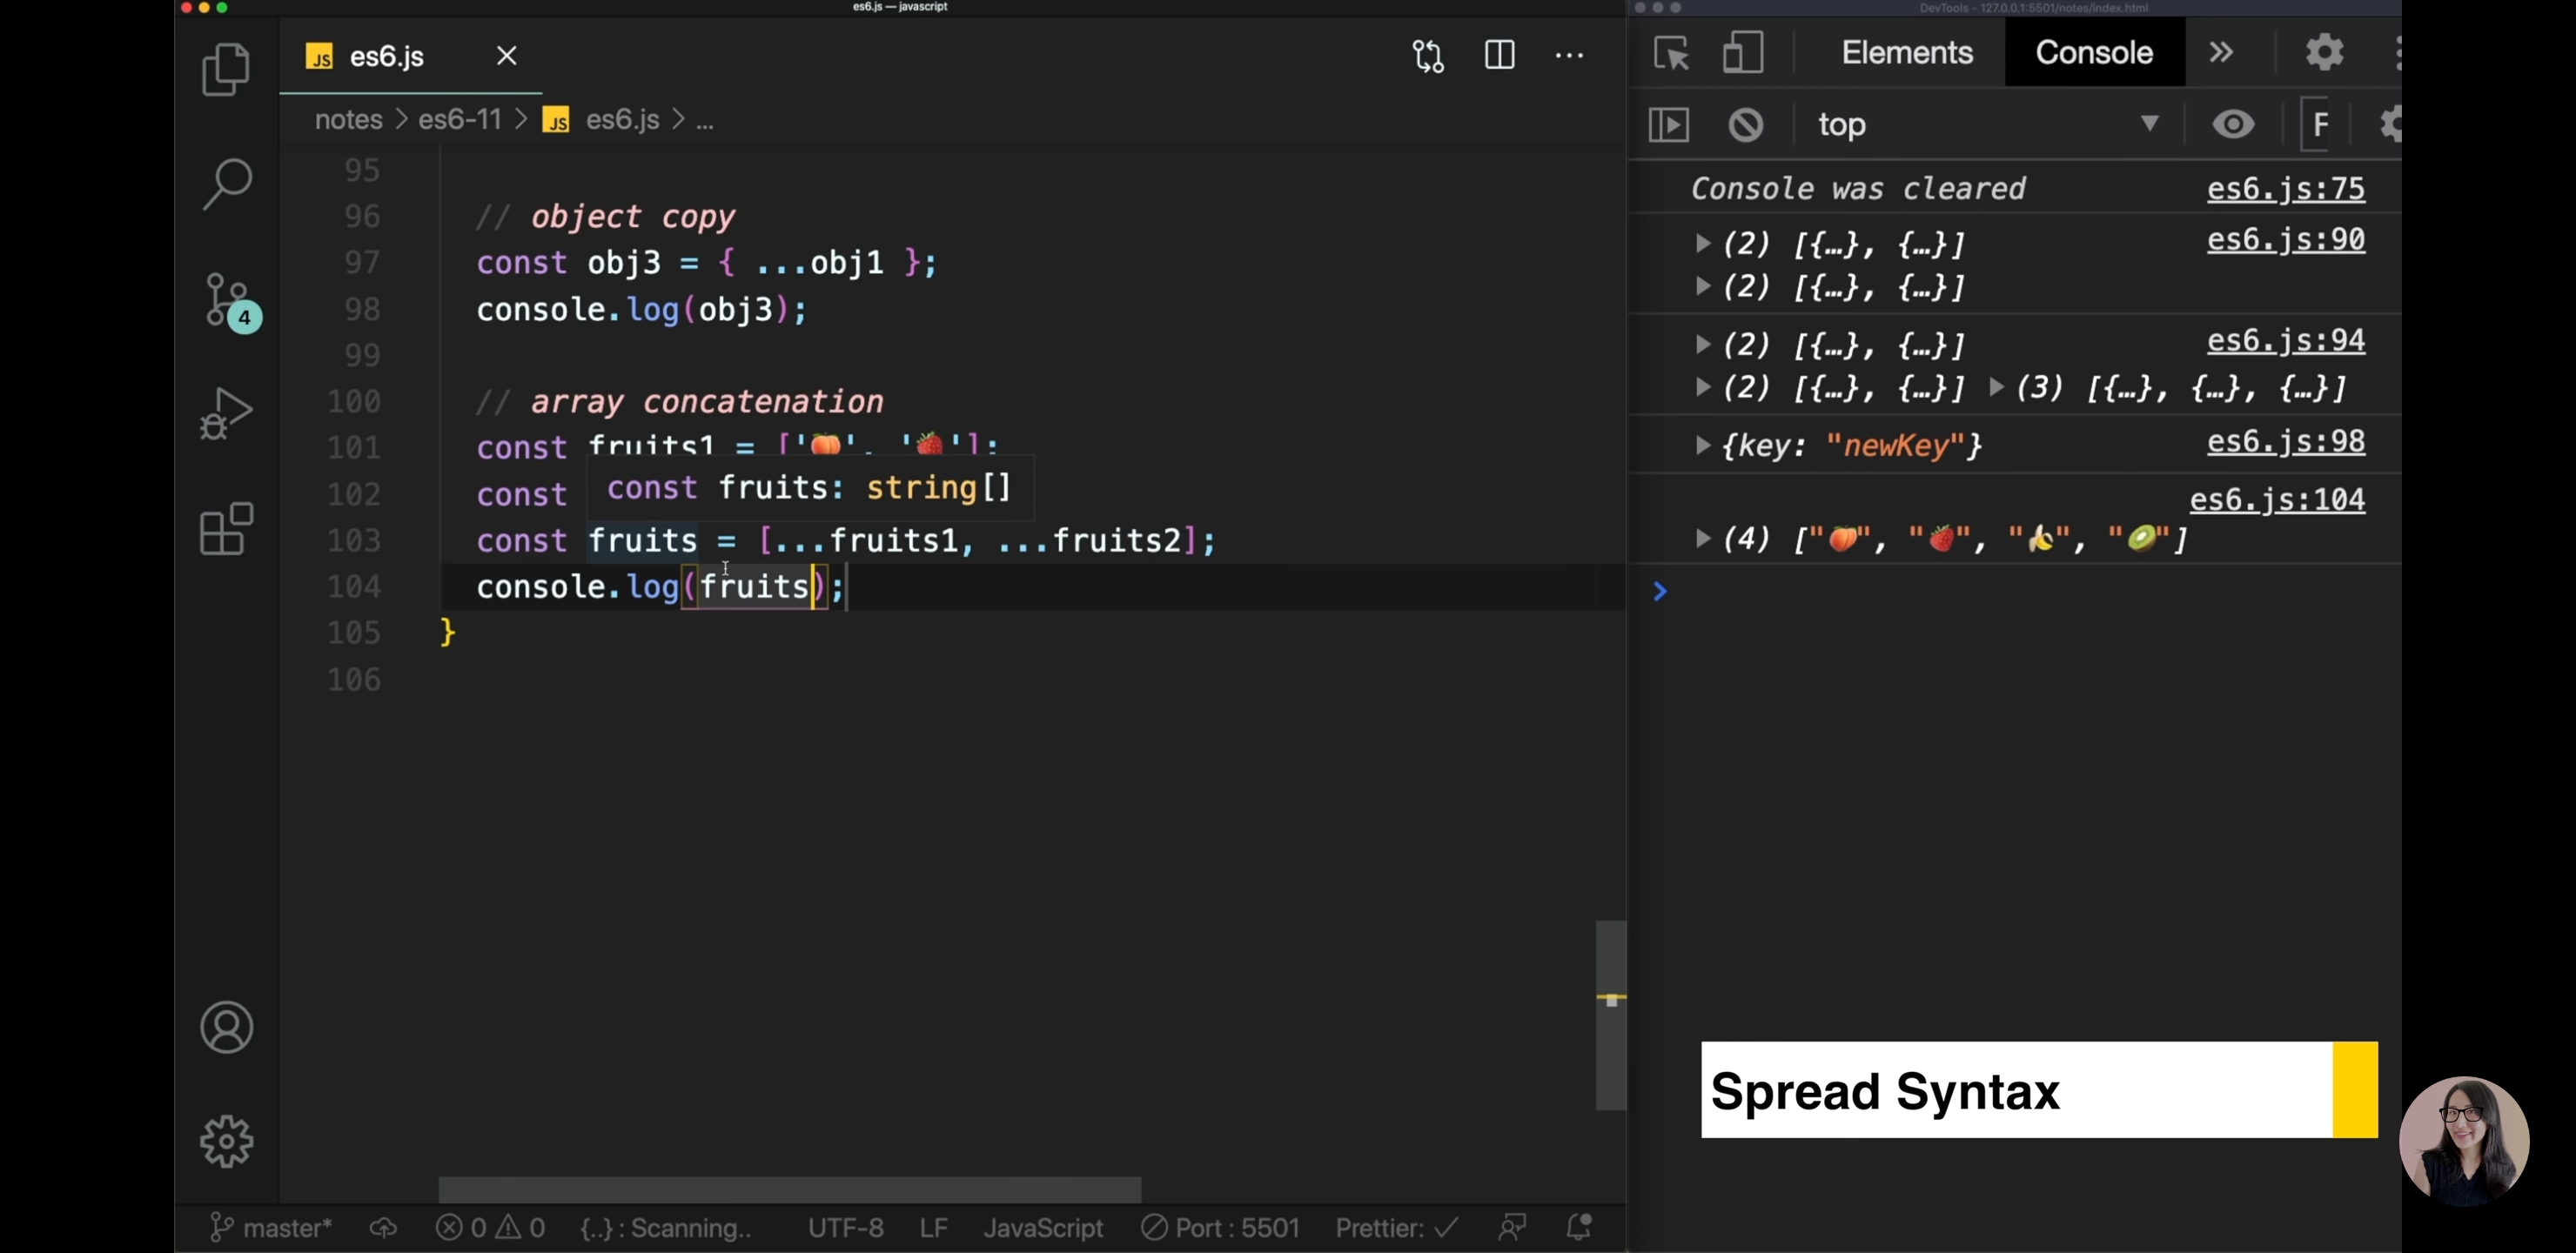 es6.js — javascript
es6.js
notes > es6-11 > es6.js > ...
95
96 // object copy
97 const obj3 = { ...obj1 };
98 console.log(obj3);
99
100 // array concatenation
101 const fruits1 = ['🍑', '🍓'];
102 const
const fruits: string[]
103 const fruits = [...fruits1, ...fruits2];
104 console.log(fruits);
105 }
106
4
master*
0 0
{..} : Scanning..
UTF-8
LF
JavaScript
Port : 5501
Prettier: ✓
DevTools - 127.0.0.1:5501/notes/index.html
Elements
Console
top
F
Console was cleared es6.js:75
(2) [{…}, {…}] es6.js:90
(2) [{…}, {…}]
(2) [{…}, {…}] es6.js:94
(2) [{…}, {…}] (3) [{…}, {…}, {…}]
{key: "newKey"} es6.js:98
es6.js:104
(4) ["🍑", "🍓", "🍌", "🥝"]
Spread Syntax